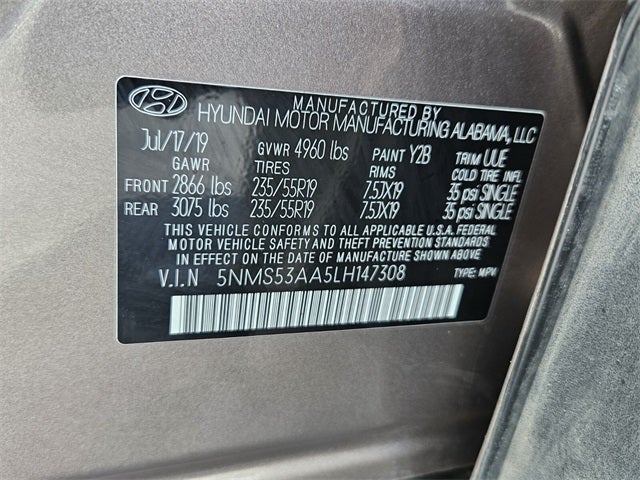 MANUFACTURED BY
HYUNDAI MOTOR MANUFACTURING ALABAMA, LLC
Jul/17/19 GVWR 4960 lbs PAINT Y2B TRIM UUE
GAWR TIRES RIMS COLD TIRE INFL
FRONT 2866 lbs 235/55R19 7.5JX19 35 psi SINGLE
REAR 3075 lbs 235/55R19 7.5JX19 35 psi SINGLE
THIS VEHICLE CONFORMS TO ALL APPLICABLE U.S. FEDERAL
MOTOR VEHICLE SAFETY AND THEFT PREVENTION STANDARDS
IN EFFECT ON THE DATE OF MANUFACTURE SHOWN ABOVE.
V.I.N 5NMS53AA5LH147308 TYPE: MPV